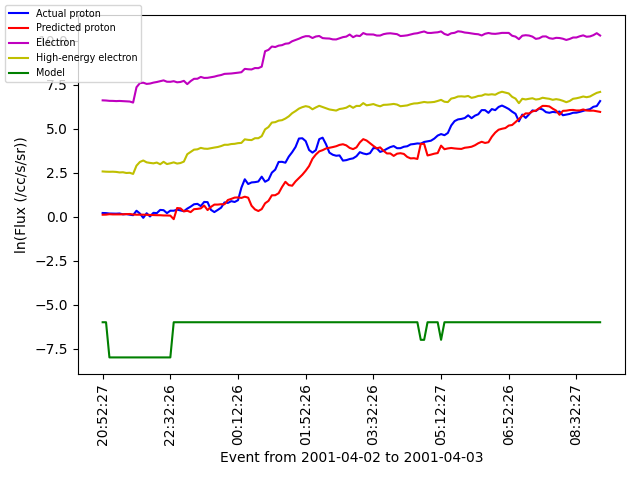 Actual proton
Predicted proton
Electron
High-energy electron
Model
10.0
7.5
5.0
2.5
0.0
−2.5
−5.0
−7.5
ln(Flux (/cc/s/sr))
20:52:27
22:32:26
00:12:26
01:52:26
03:32:26
05:12:27
06:52:26
08:32:27
Event from 2001-04-02 to 2001-04-03